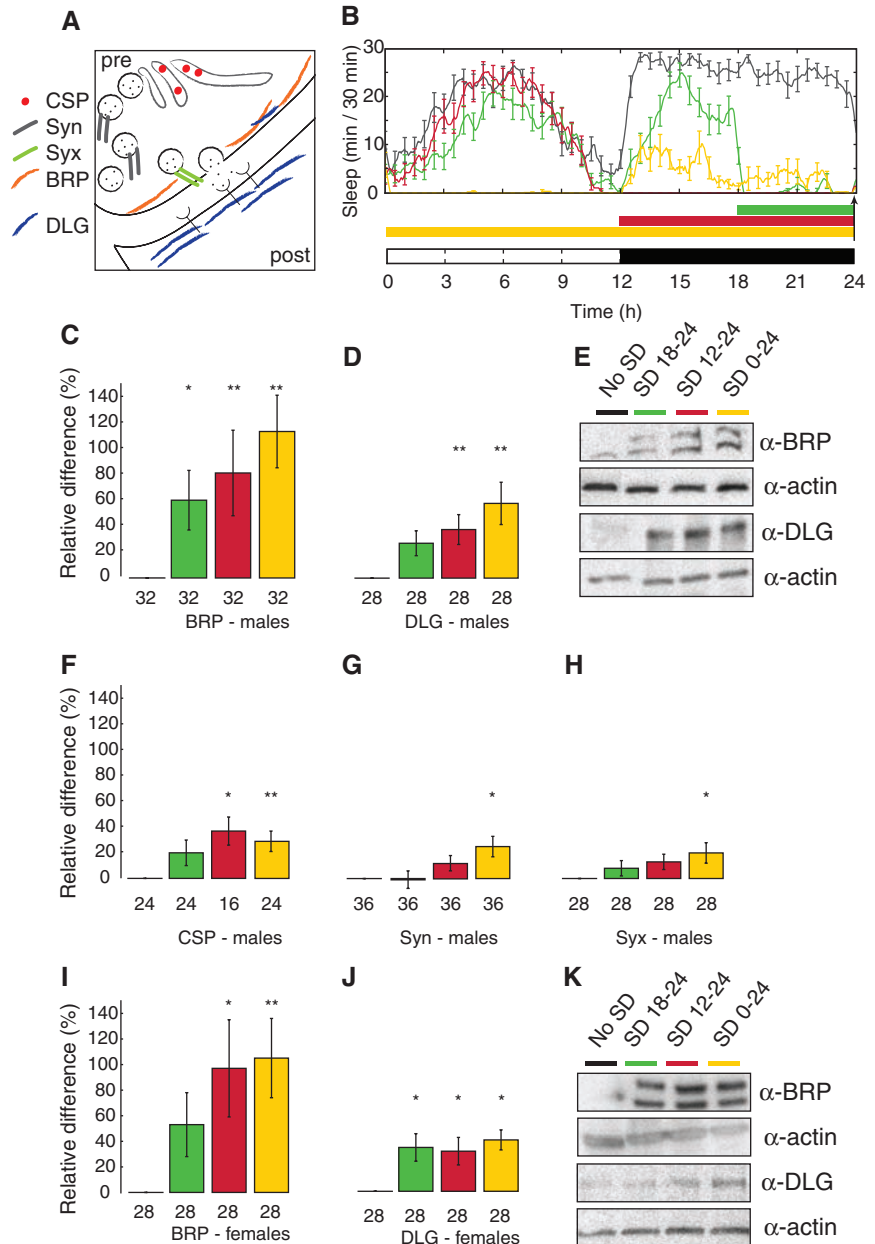 A
pre
CSP
Syn
Syx
BRP
DLG
post
B
Sleep (min / 30 min)
30
20
10
0
0 3 6 9 12 15 18 21 24
Time (h)
C
Relative difference (%)
140
120
100
80
60
40
20
0
* ** **
32 32 32 32
BRP - males
D
** **
28 28 28 28
DLG - males
E
No SD
SD 18-24
SD 12-24
SD 0-24
α-BRP
α-actin
α-DLG
α-actin
F
Relative difference (%)
140
120
100
80
60
40
20
0
* **
24 24 16 24
CSP - males
G
*
36 36 36 36
Syn - males
H
*
28 28 28 28
Syx - males
I
Relative difference (%)
140
120
100
80
60
40
20
0
* **
28 28 28 28
BRP - females
J
* * *
28 28 28 28
DLG - females
K
No SD
SD 18-24
SD 12-24
SD 0-24
α-BRP
α-actin
α-DLG
α-actin